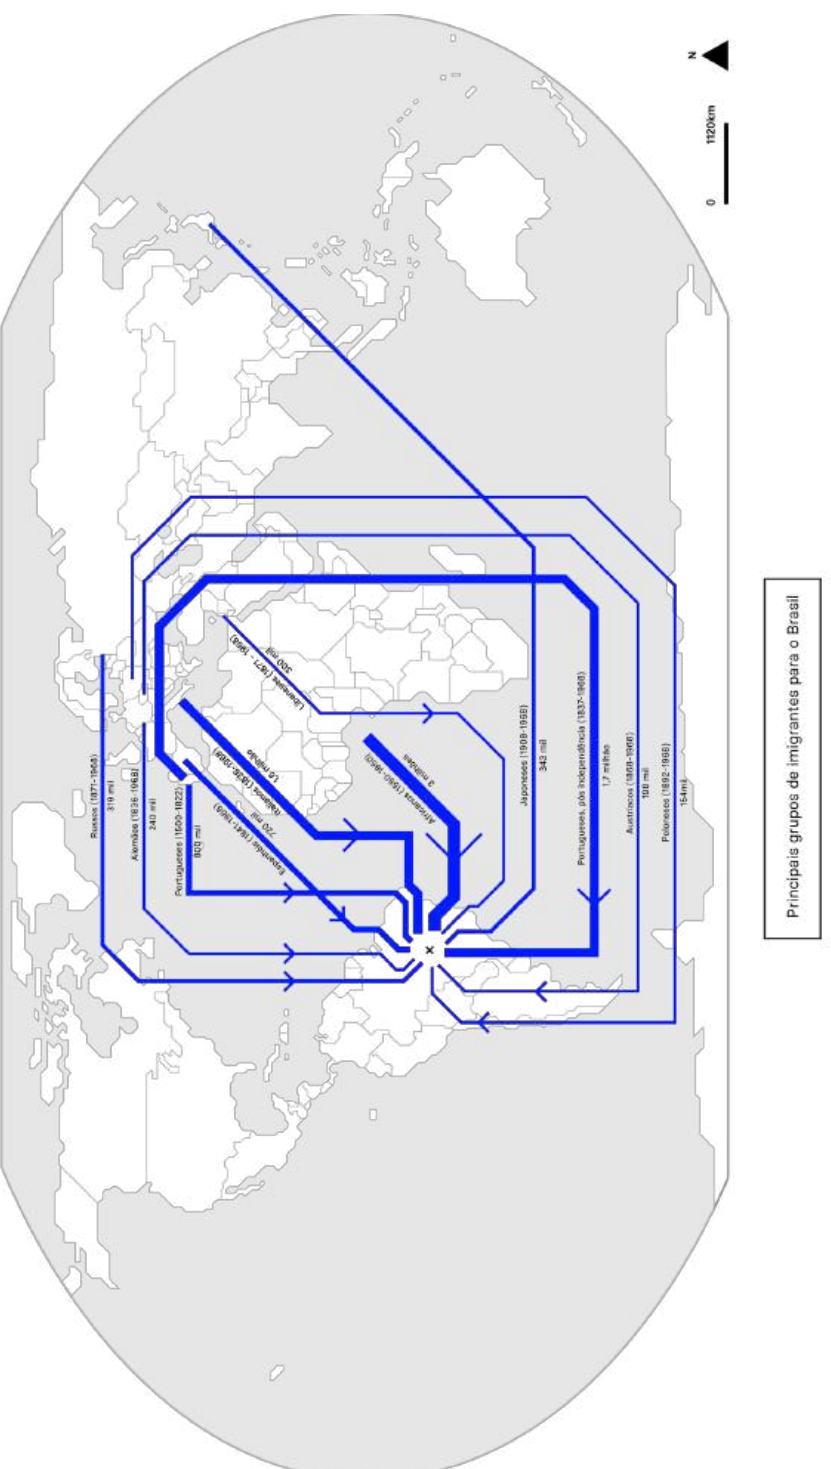 N
0 1120km
Russos (1871-1968)
319 mil
Alemães (1836-1968)
240 mil
Portugueses (1500-1822)
600 mil
Espanhóis (1841-1968)
720 mil
Italianos (1836-1968)
1,6 milhão
Libaneses (1871 - 1968)
300 mil
Africanos (1550-1850)
3 milhões
Japoneses (1908-1968)
343 mil
Portugueses, pós independência (1837-1968)
1,7 milhão
Austríacos (1868-1968)
198 mil
Poloneses (1892-1968)
154mil
×
Principais grupos de imigrantes para o Brasil